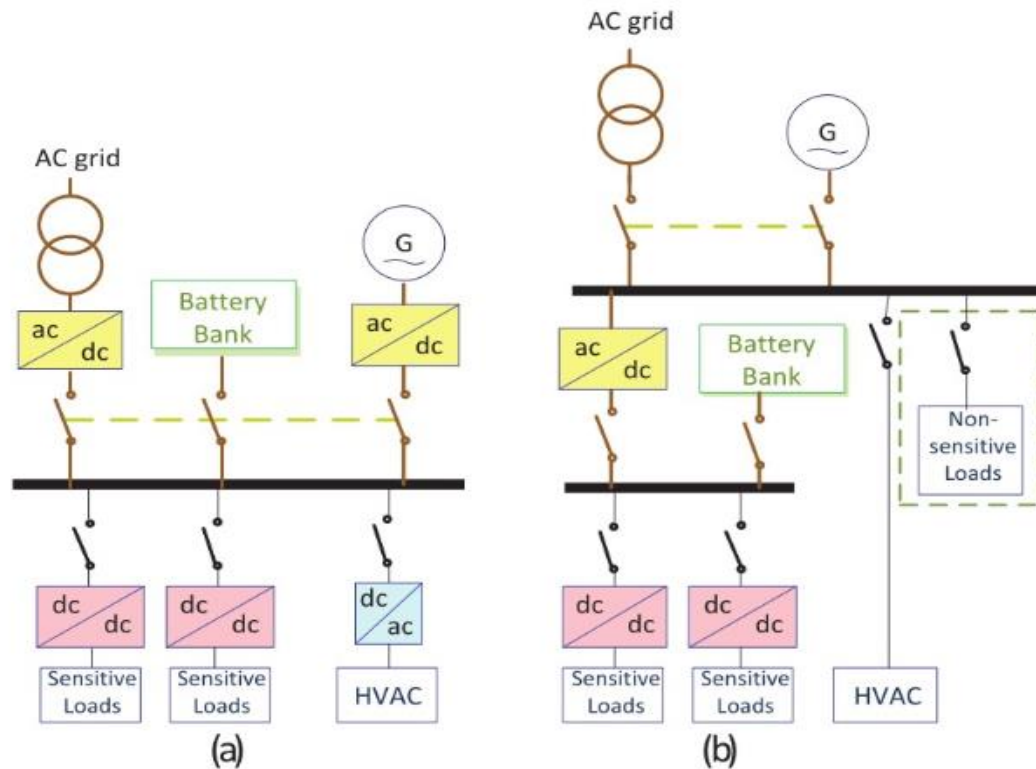 AC grid
ac
dc
Battery
Bank
G
ac
dc
dc
dc
dc
dc
dc
ac
Sensitive
Loads
Sensitive
Loads
HVAC
(a)
AC grid
G
ac
dc
Battery
Bank
Non-
sensitive
Loads
dc
dc
dc
dc
Sensitive
Loads
Sensitive
Loads
HVAC
(b)